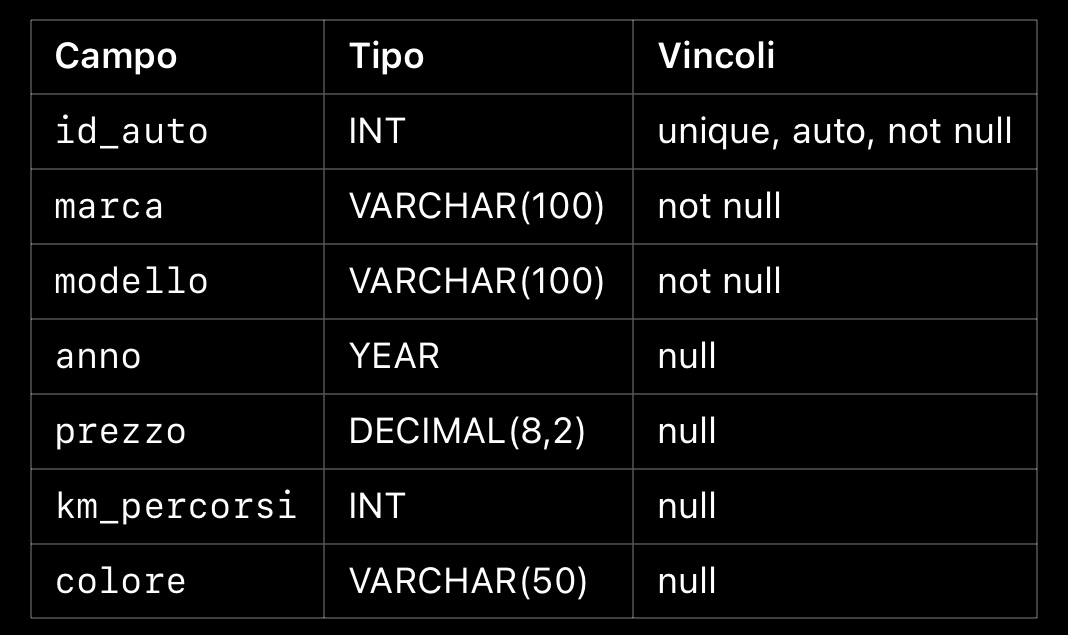 Campo Tipo Vincoli
id_auto INT unique, auto, not null
marca VARCHAR(100) not null
modello VARCHAR(100) not null
anno YEAR null
prezzo DECIMAL(8,2) null
km_percorsi INT null
colore VARCHAR(50) null